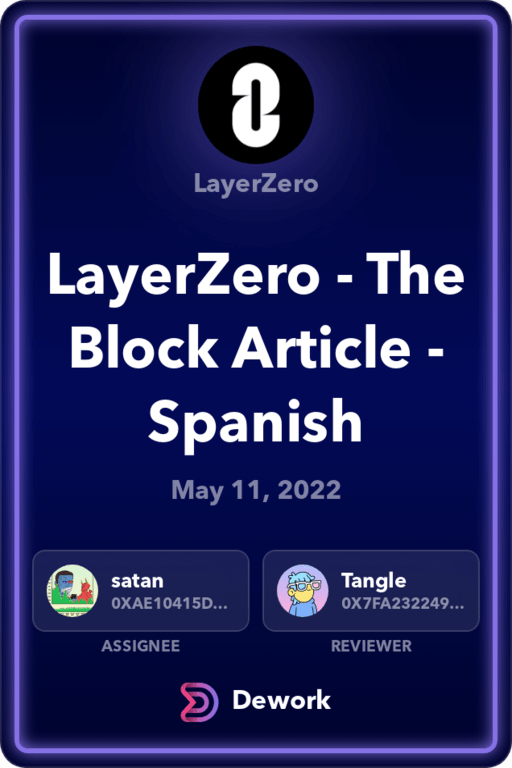 LayerZero
LayerZero - The
Block Article -
Spanish
May 11, 2022
satan
0XAE10415D...
Tangle
0X7FA232249...
ASSIGNEE
REVIEWER
Dework